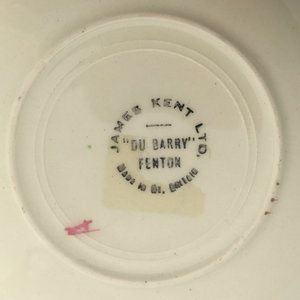 JAMES KENT LTD.
"DU BARRY"
FENTON
MADE IN GT. BRITAIN